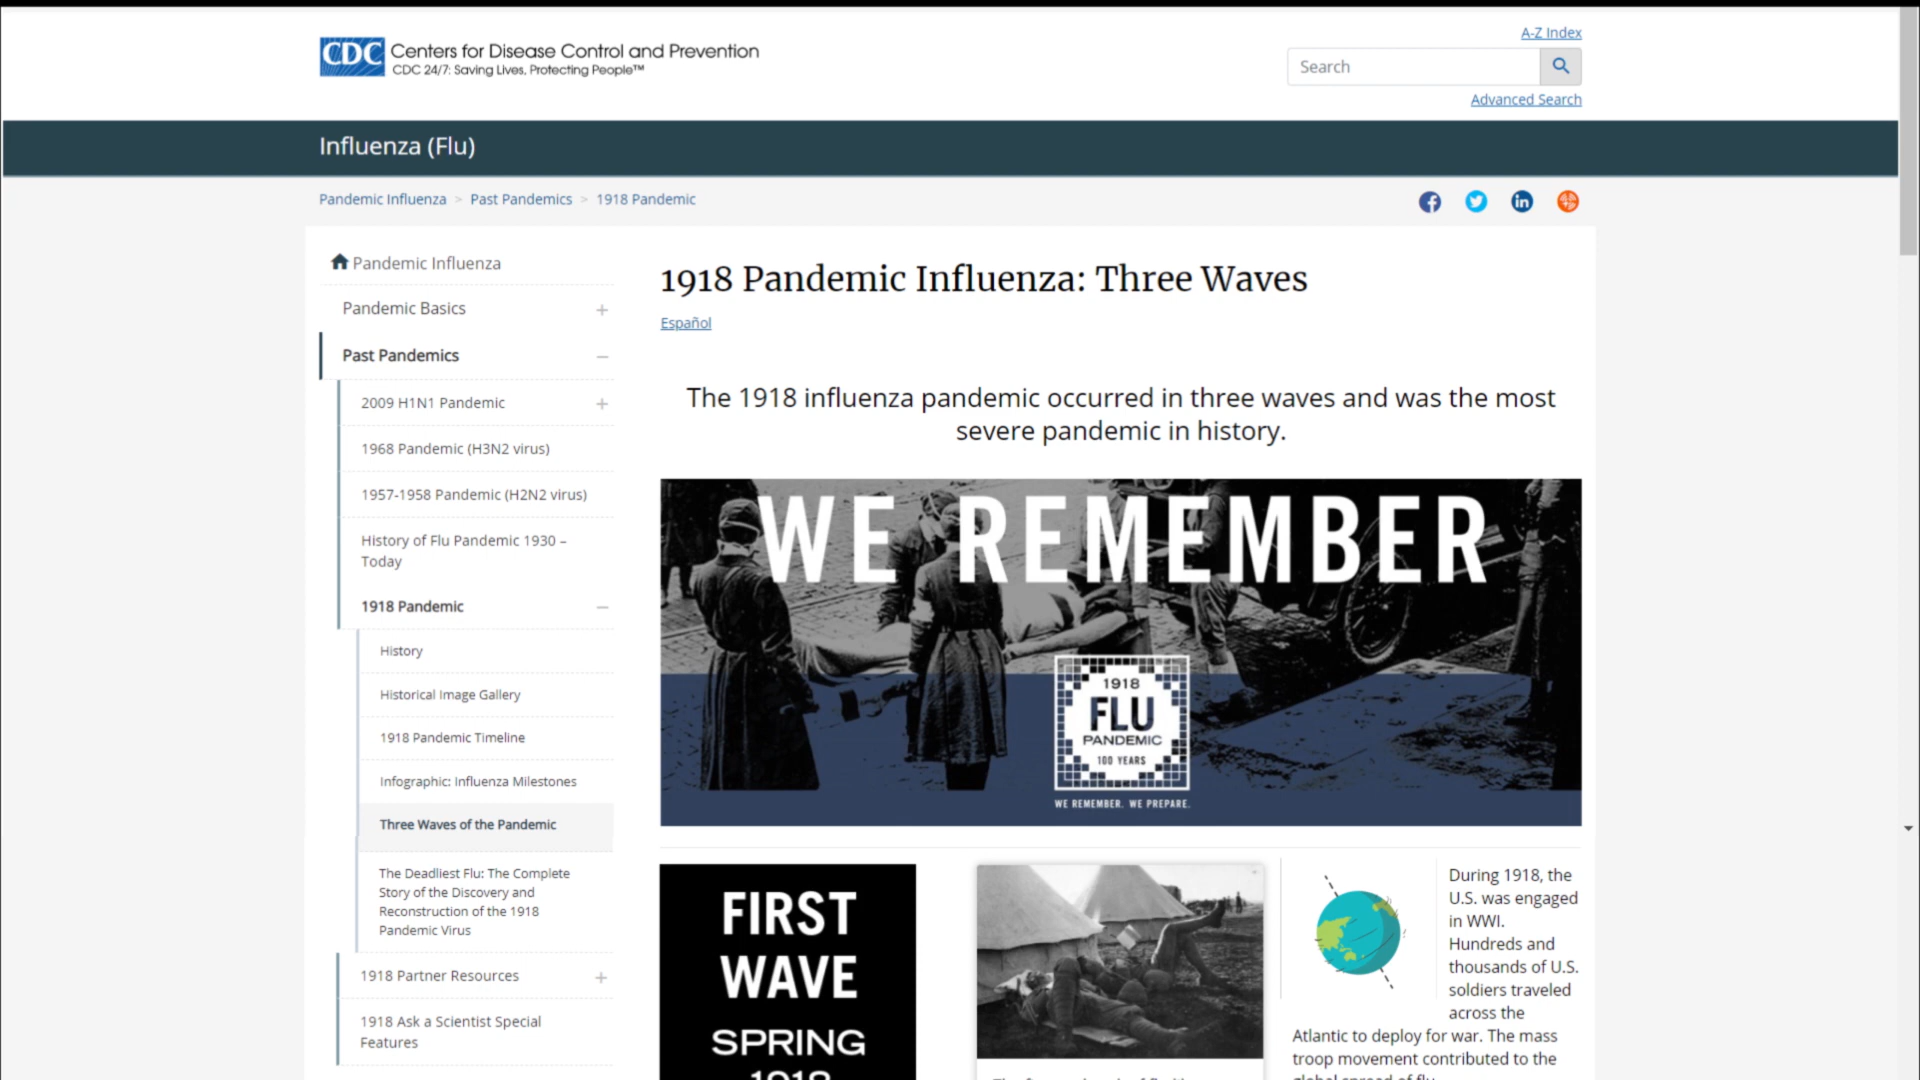 A-Z Index
CDC Centers for Disease Control and Prevention
CDC 24/7: Saving Lives, Protecting People™
Search
Advanced Search
Influenza (Flu)
Pandemic Influenza > Past Pandemics > 1918 Pandemic
Pandemic Influenza
Pandemic Basics
Past Pandemics
2009 H1N1 Pandemic
1968 Pandemic (H3N2 virus)
1957-1958 Pandemic (H2N2 virus)
History of Flu Pandemic 1930 –
Today
1918 Pandemic
History
Historical Image Gallery
1918 Pandemic Timeline
Infographic: Influenza Milestones
Three Waves of the Pandemic
The Deadliest Flu: The Complete
Story of the Discovery and
Reconstruction of the 1918
Pandemic Virus
1918 Partner Resources
1918 Ask a Scientist Special
Features
1918 Pandemic Influenza: Three Waves
Español
The 1918 influenza pandemic occurred in three waves and was the most
severe pandemic in history.
WE REMEMBER
1918
FLU
PANDEMIC
100 YEARS
WE REMEMBER. WE PREPARE.
FIRST
WAVE
SPRING
1918
During 1918, the
U.S. was engaged
in WWI.
Hundreds and
thousands of U.S.
soldiers traveled
across the
Atlantic to deploy for war. The mass
troop movement contributed to the
global spread of flu.